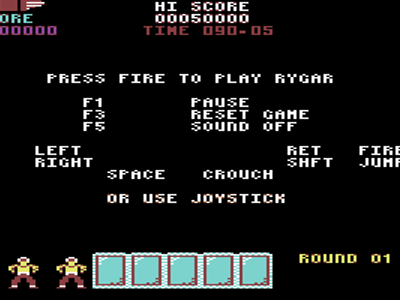 HI SCORE
ORE 00050000
00000 TIME 090-05
PRESS FIRE TO PLAY RYGAR
F1 PAUSE
F3 RESET GAME
F5 SOUND OFF
LEFT RET FIRE
RIGHT SHFT JUMP
SPACE CROUCH
OR USE JOYSTICK
ROUND 01